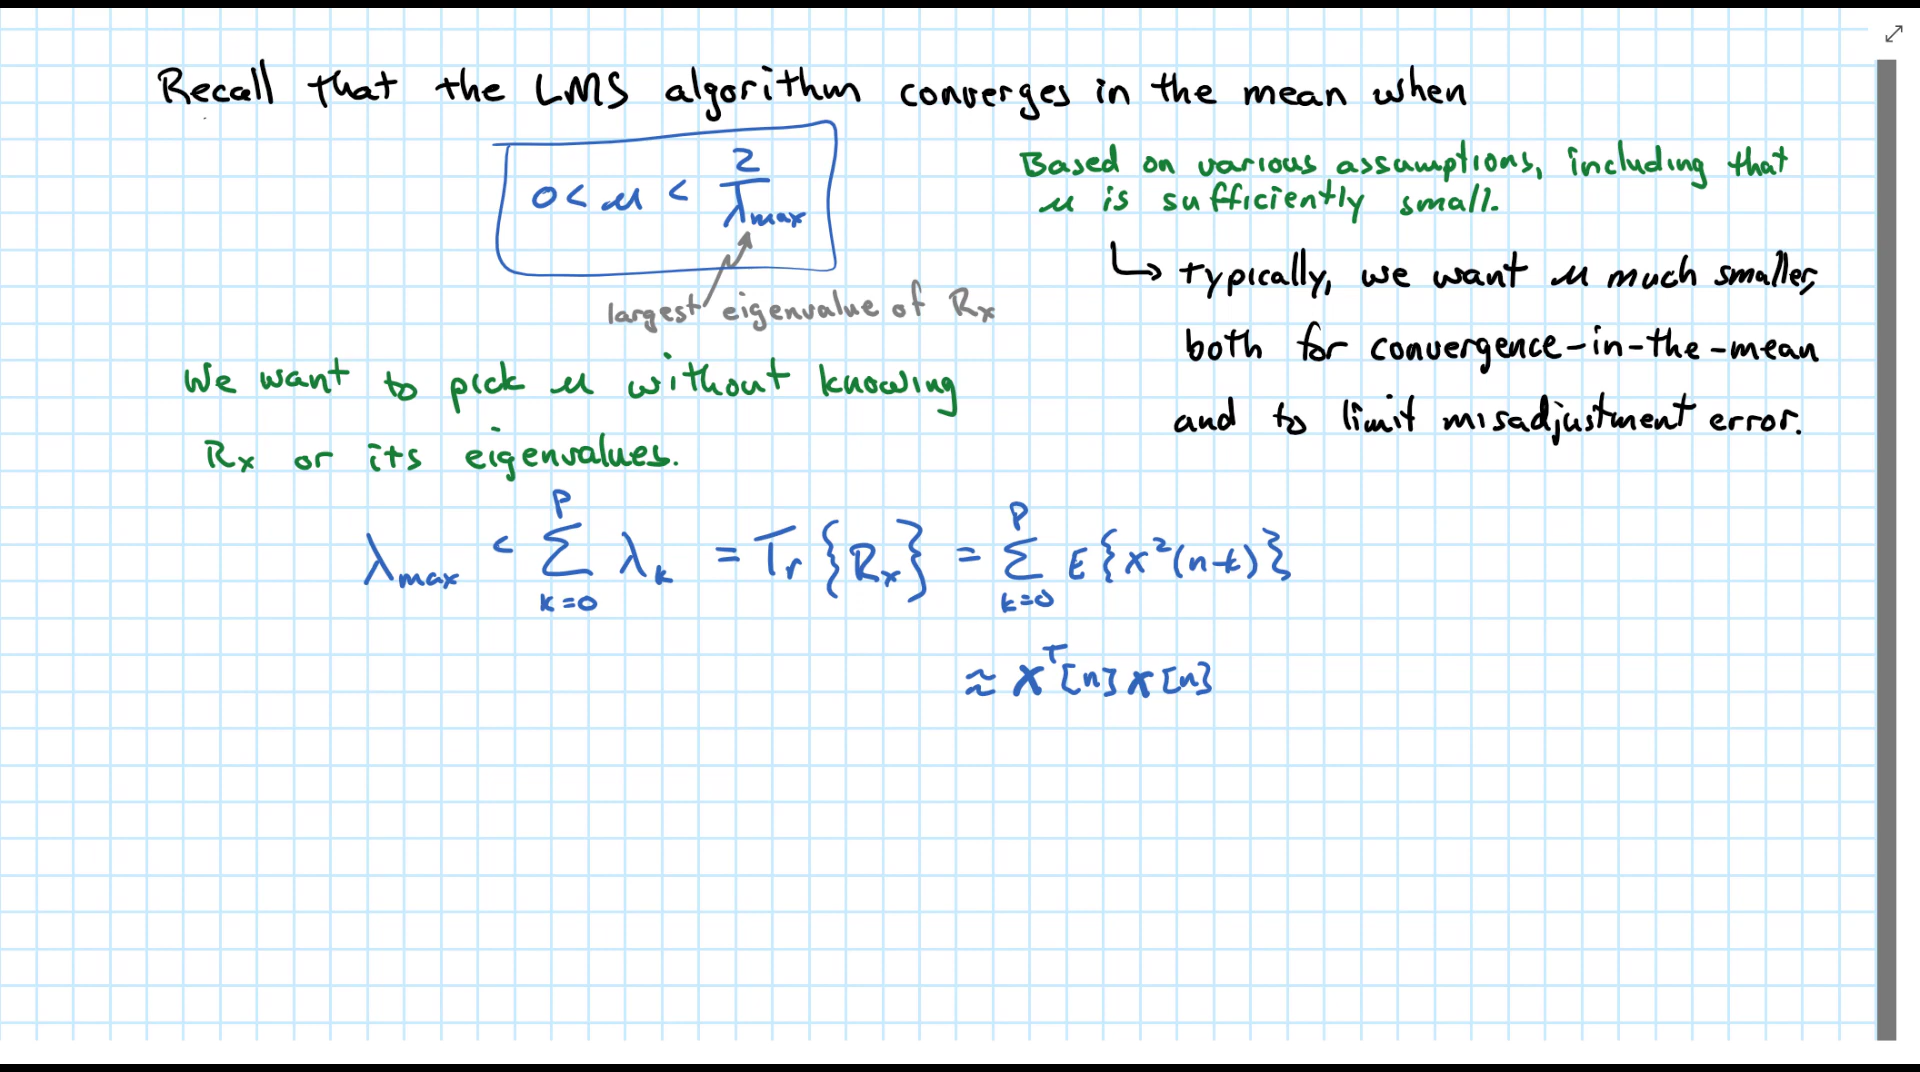 Recall that the LMS algorithm converges in the mean when
0 < μ < 2/λmax
Based on various assumptions, including that
μ is sufficiently small.
↳ typically, we want μ much smaller,
both for convergence-in-the-mean
and to limit misadjustment error.
largest eigenvalue of Rx
We want to pick μ without knowing
Rx or its eigenvalues.
λmax < ∑_{k=0}^{P} λk = Tr{Rx} = ∑_{k=0}^{P} E{x²(n-k)}
≈ x^T[n] x[n]